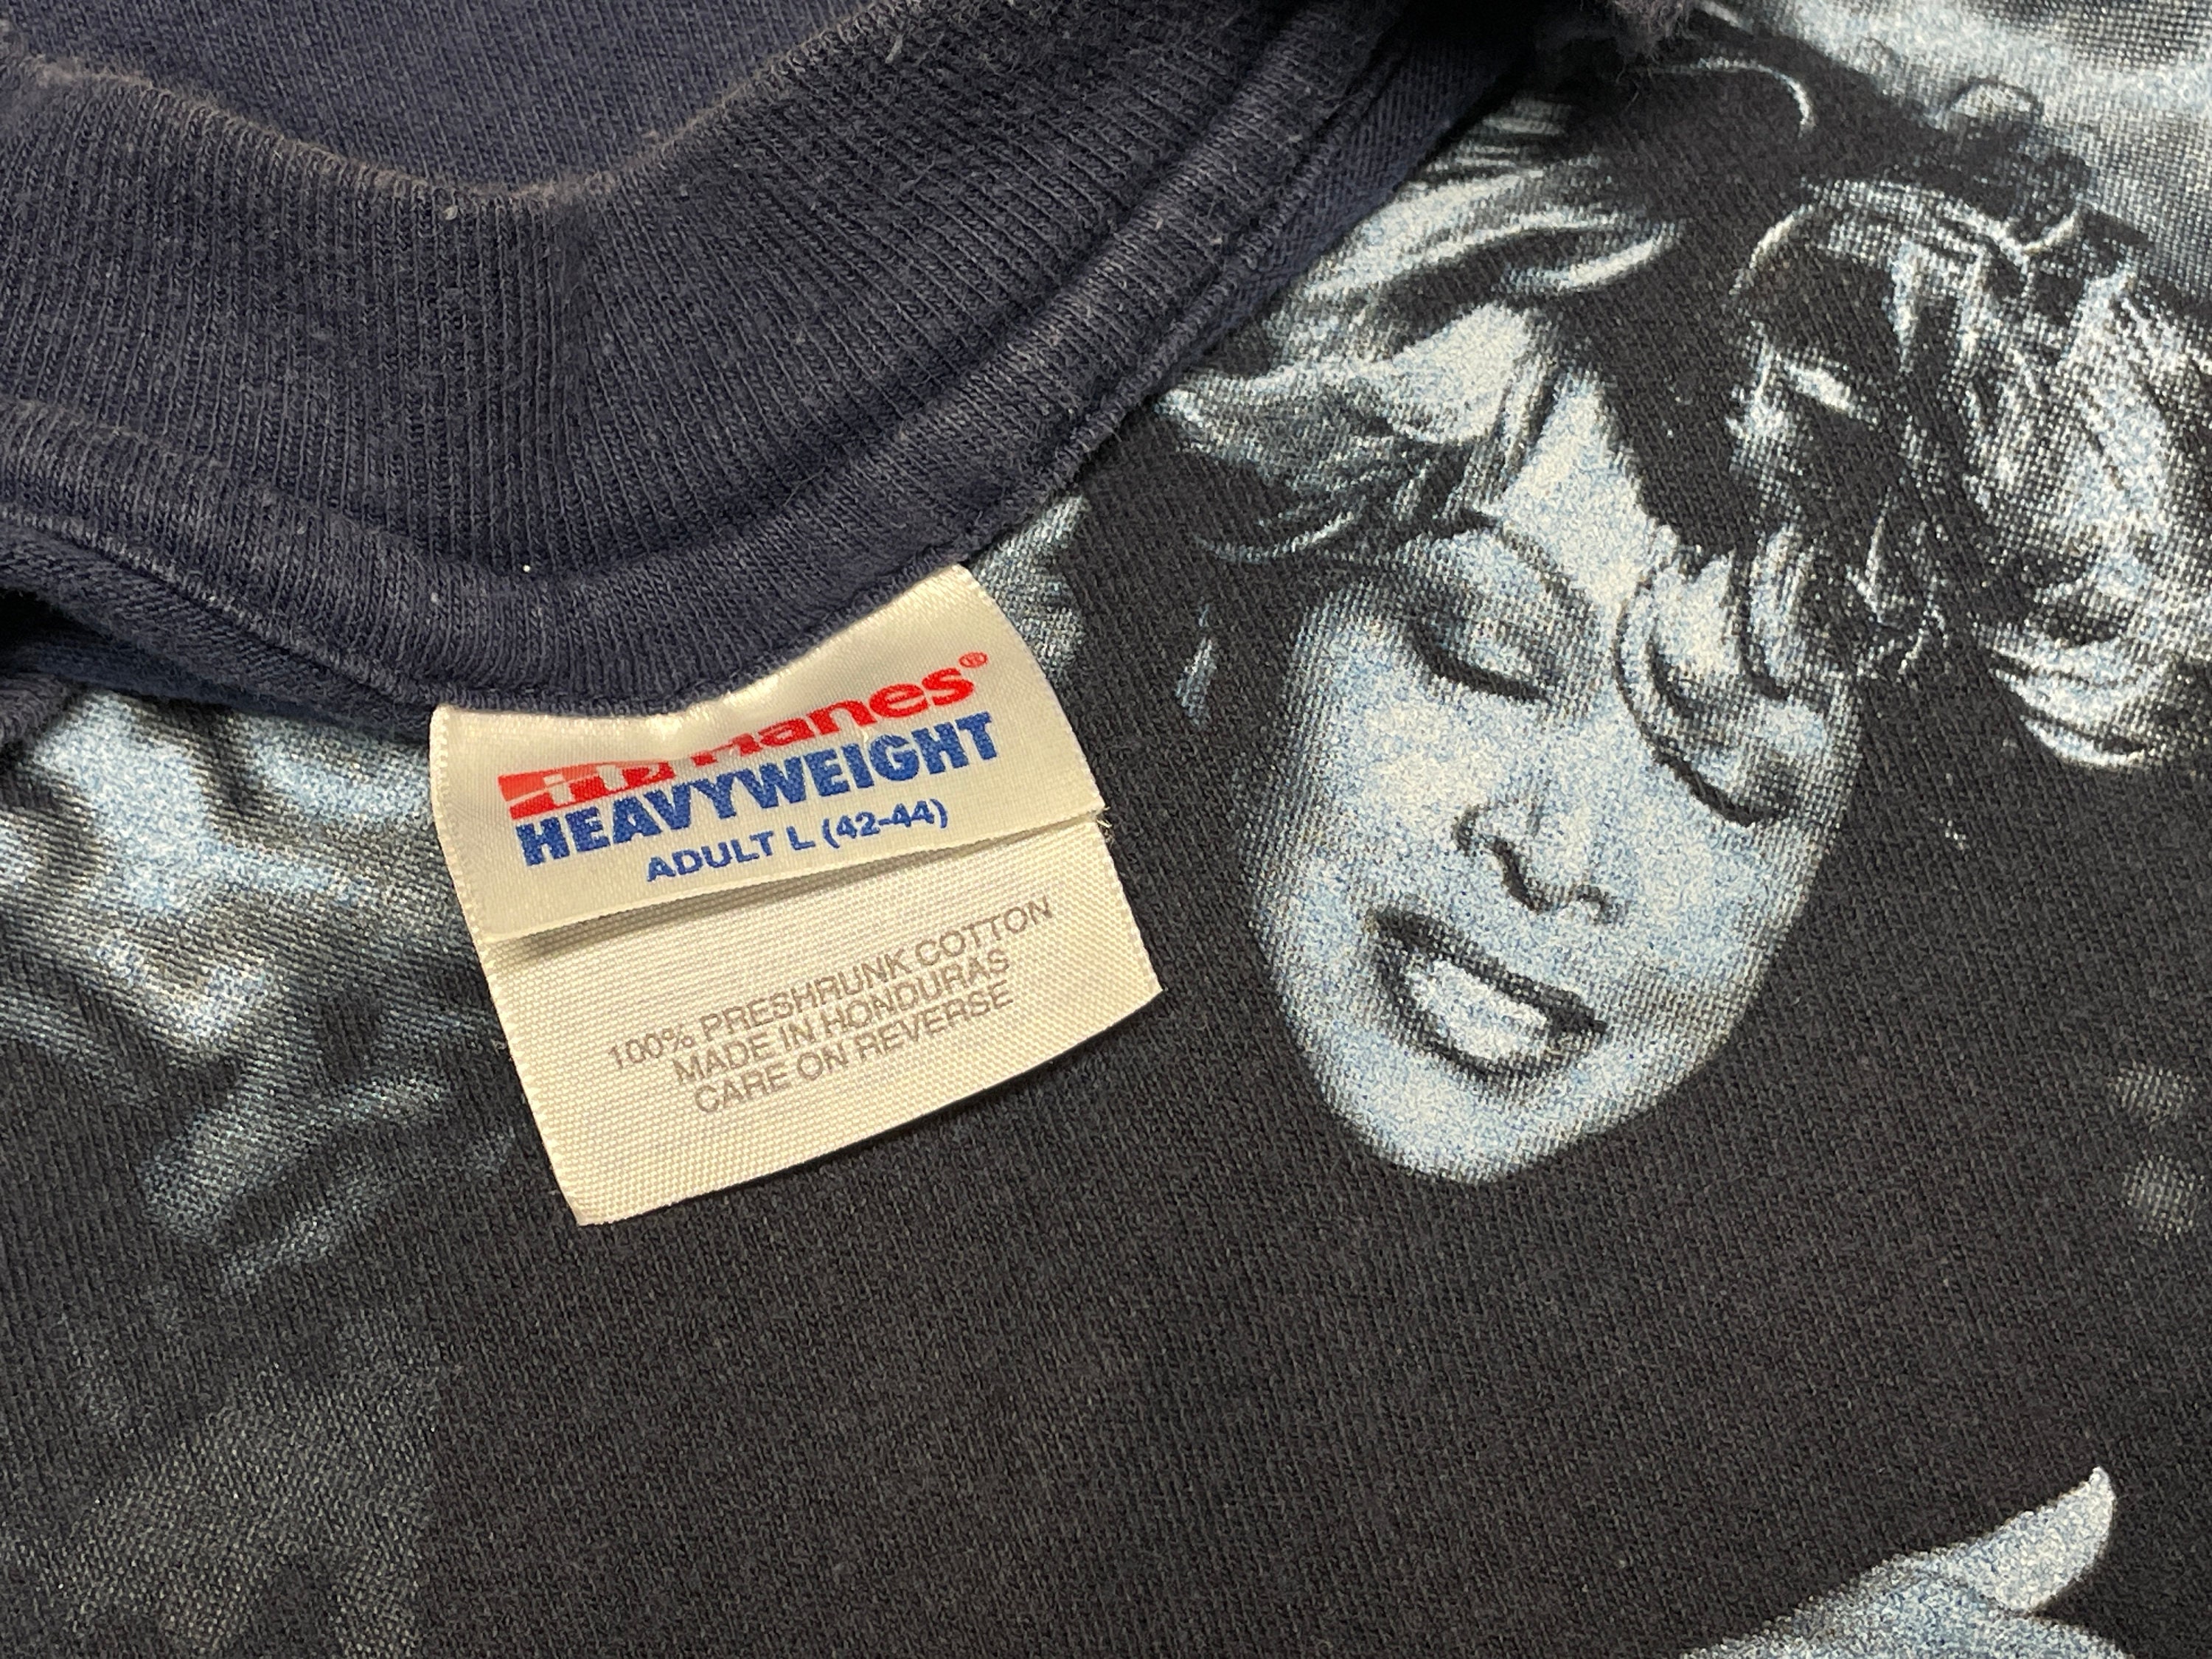 Hanes®
HEAVYWEIGHT
ADULT L (42-44)
100% PRESHRUNK COTTON
MADE IN HONDURAS
CARE ON REVERSE